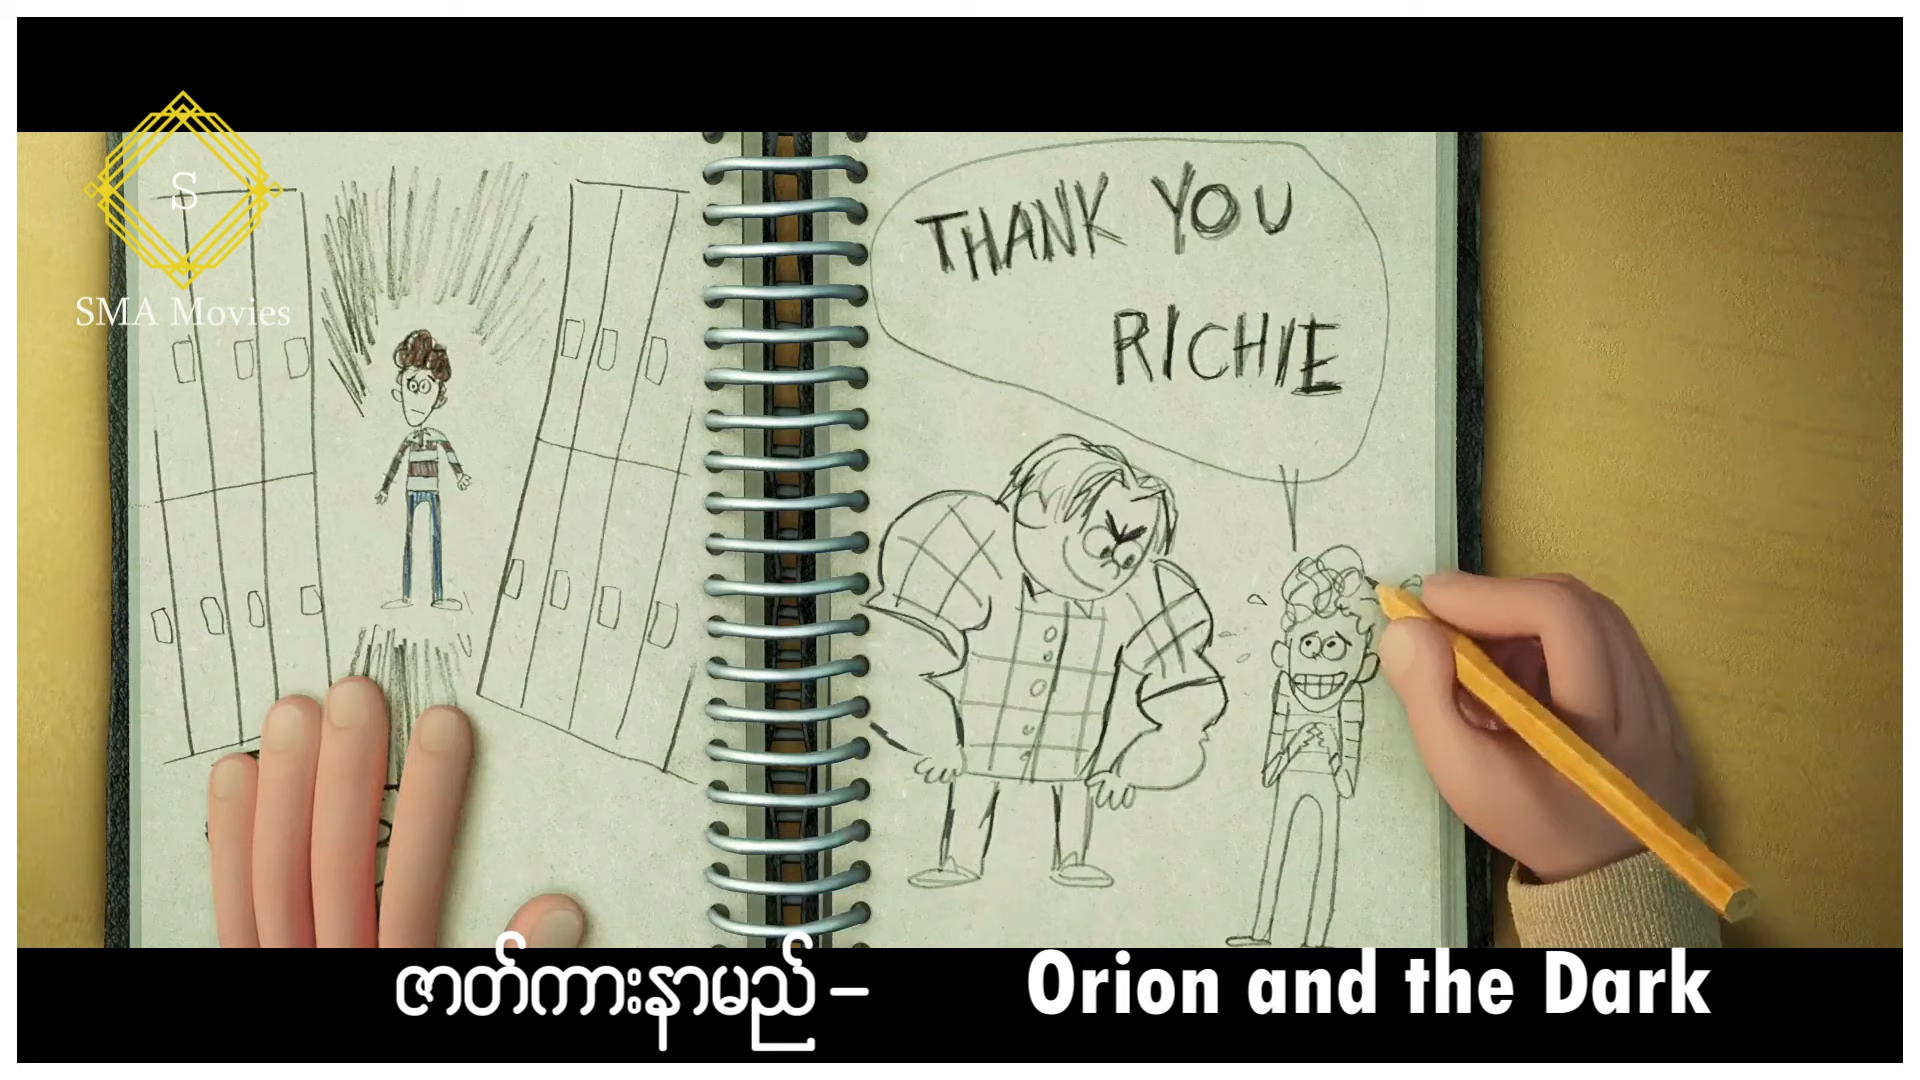 S
SMA Movies
THANK YOU
RICHIE
ဇာတ်ကားနာမည် – Orion and the Dark